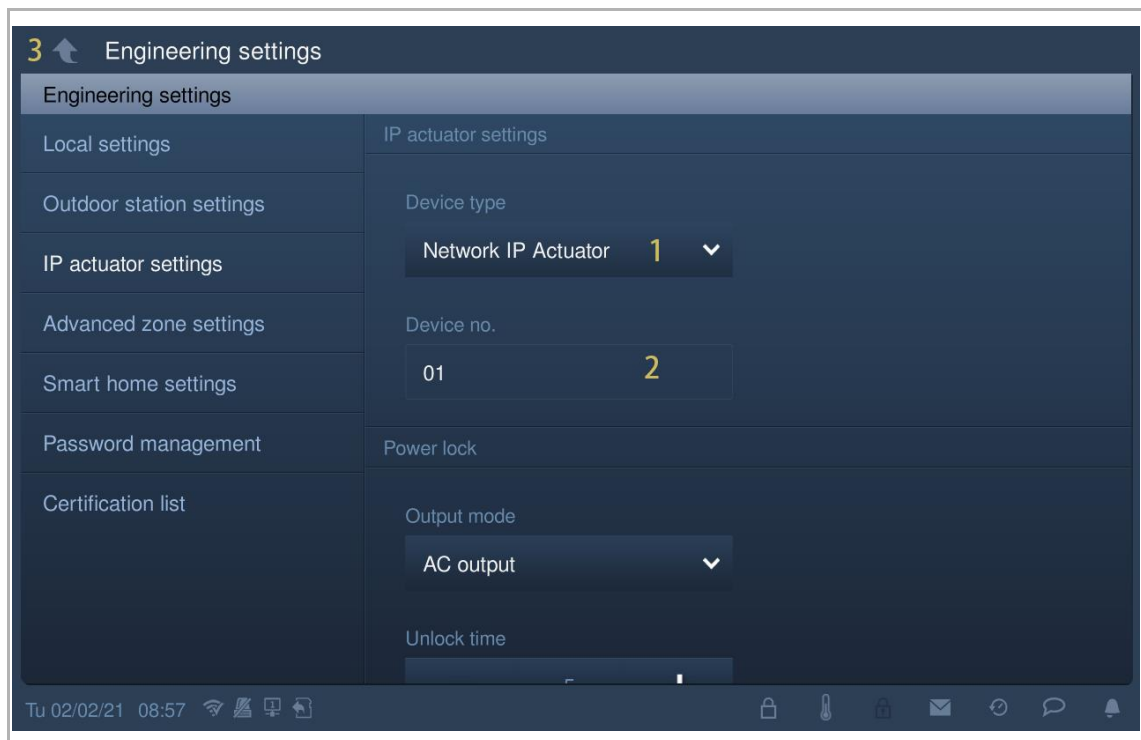 3 Engineering settings
Engineering settings
Local settings
Outdoor station settings
IP actuator settings
Advanced zone settings
Smart home settings
Password management
Certification list
IP actuator settings
Device type
Network IP Actuator 1
Device no.
01 2
Power lock
Output mode
AC output
Unlock time
Tu 02/02/21 08:57